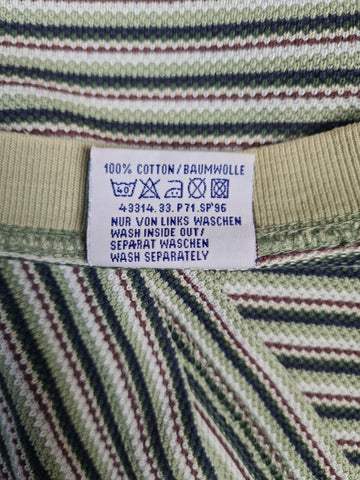 100% COTTON/BAUMWOLLE
40
43314.33.P71.SP'96
NUR VON LINKS WASCHEN
WASH INSIDE OUT/
SEPARAT WASCHEN
WASH SEPARATELY